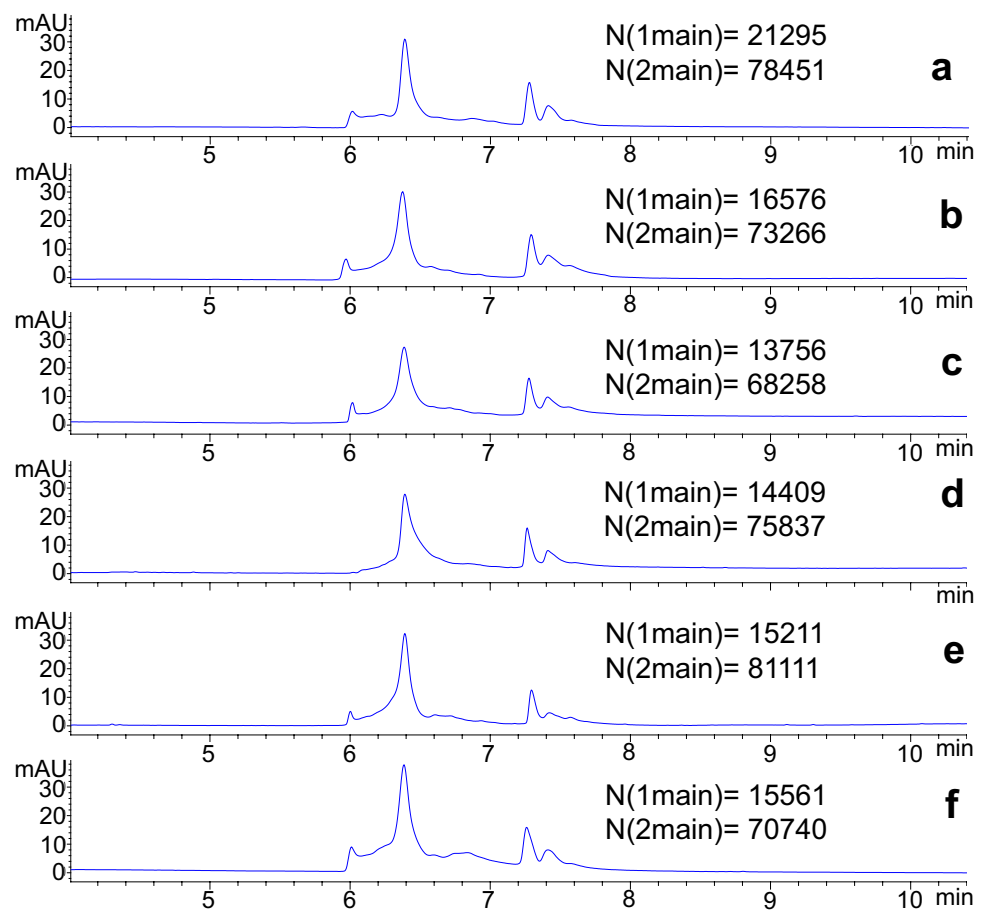 mAU
30
20
10
0
N(1main)= 21295
N(2main)= 78451
a
5 6 7 8 9 10 min
mAU
30
20
10
0
N(1main)= 16576
N(2main)= 73266
b
5 6 7 8 9 10 min
mAU
30
20
10
0
N(1main)= 13756
N(2main)= 68258
c
5 6 7 8 9 10 min
mAU
30
20
10
0
N(1main)= 14409
N(2main)= 75837
d
min
mAU
30
20
10
0
N(1main)= 15211
N(2main)= 81111
e
5 6 7 8 9 10 min
mAU
30
20
10
0
N(1main)= 15561
N(2main)= 70740
f
5 6 7 8 9 10 min